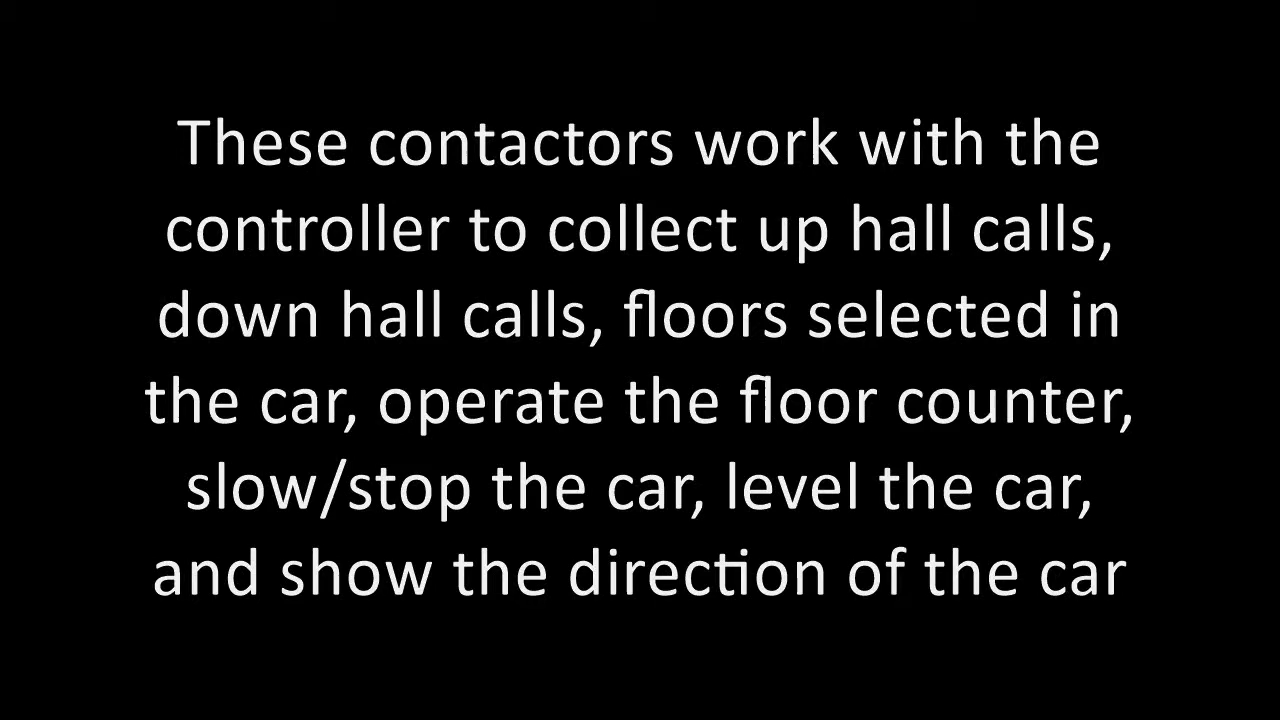 These contactors work with the
controller to collect up hall calls,
down hall calls, floors selected in
the car, operate the floor counter,
slow/stop the car, level the car,
and show the direction of the car